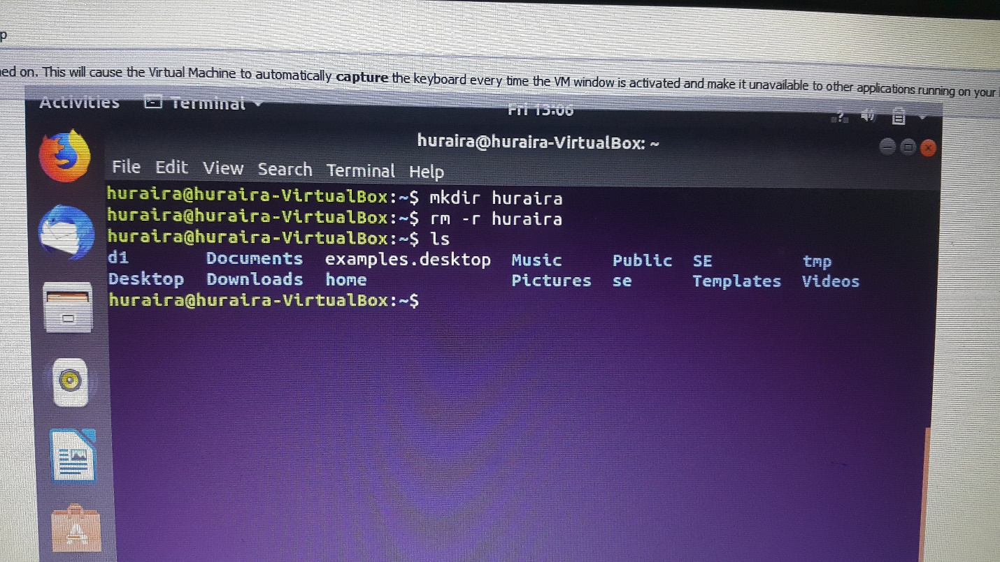 p
ned on. This will cause the Virtual Machine to automatically capture the keyboard every time the VM window is activated and make it unavailable to other applications running on your
Activities Terminal Fri 13:06
huraira@huraira-VirtualBox: ~
File Edit View Search Terminal Help
huraira@huraira-VirtualBox:~$ mkdir huraira
huraira@huraira-VirtualBox:~$ rm -r huraira
huraira@huraira-VirtualBox:~$ ls
d1 Documents examples.desktop Music Public SE tmp
Desktop Downloads home Pictures se Templates Videos
huraira@huraira-VirtualBox:~$